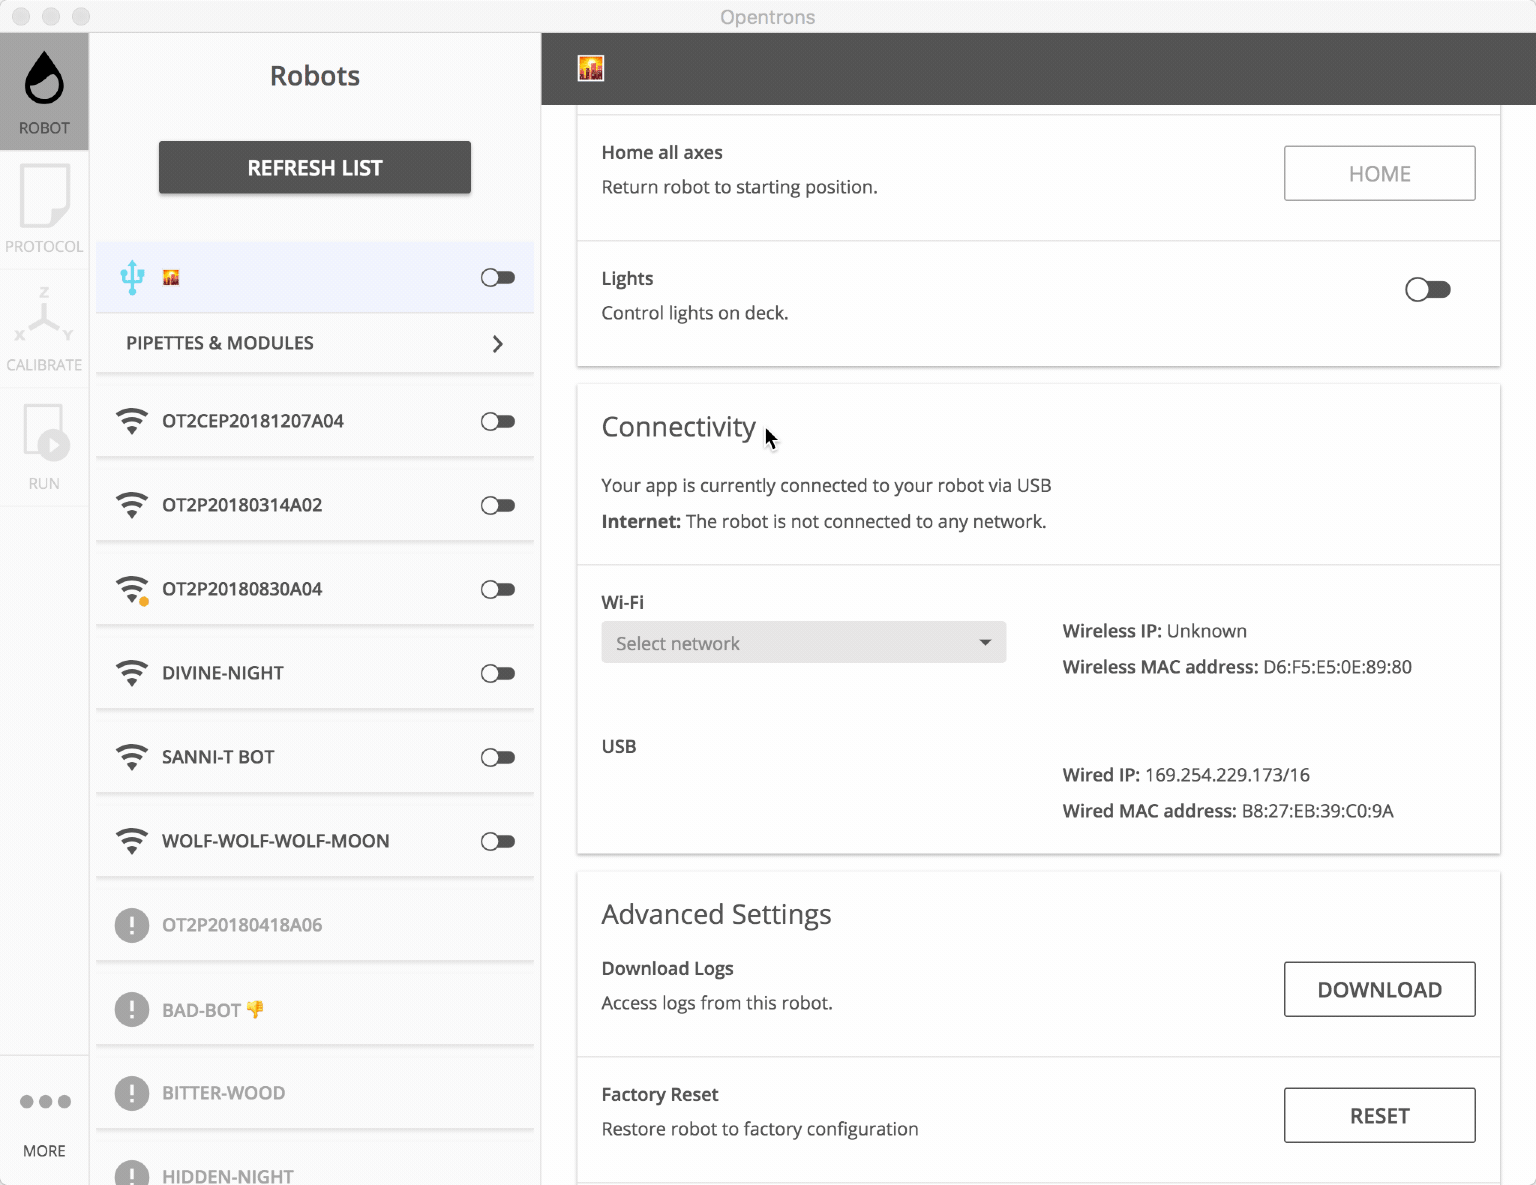 Opentrons
ROBOT
PROTOCOL
Z
X Y
CALIBRATE
RUN
MORE
Robots
REFRESH LIST
PIPETTES & MODULES
OT2CEP20181207A04
OT2P20180314A02
OT2P20180830A04
DIVINE-NIGHT
SANNI-T BOT
WOLF-WOLF-WOLF-MOON
OT2P20180418A06
BAD-BOT 👎
BITTER-WOOD
HIDDEN-NIGHT
Home all axes
Return robot to starting position.
HOME
Lights
Control lights on deck.
Connectivity
Your app is currently connected to your robot via USB
Internet: The robot is not connected to any network.
Wi-Fi
Select network
Wireless IP: Unknown
Wireless MAC address: D6:F5:E5:0E:89:80
USB
Wired IP: 169.254.229.173/16
Wired MAC address: B8:27:EB:39:C0:9A
Advanced Settings
Download Logs
Access logs from this robot.
DOWNLOAD
Factory Reset
Restore robot to factory configuration
RESET